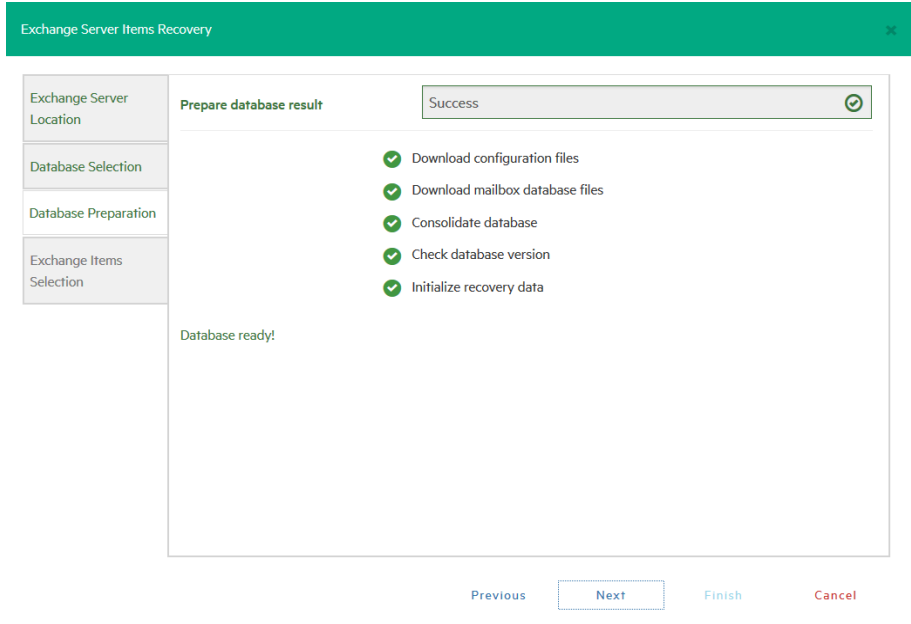 Exchange Server Items Recovery
Exchange Server
Location
Database Selection
Database Preparation
Exchange Items
Selection
Prepare database result
Success
Download configuration files
Download mailbox database files
Consolidate database
Check database version
Initialize recovery data
Database ready!
Previous
Next
Finish
Cancel